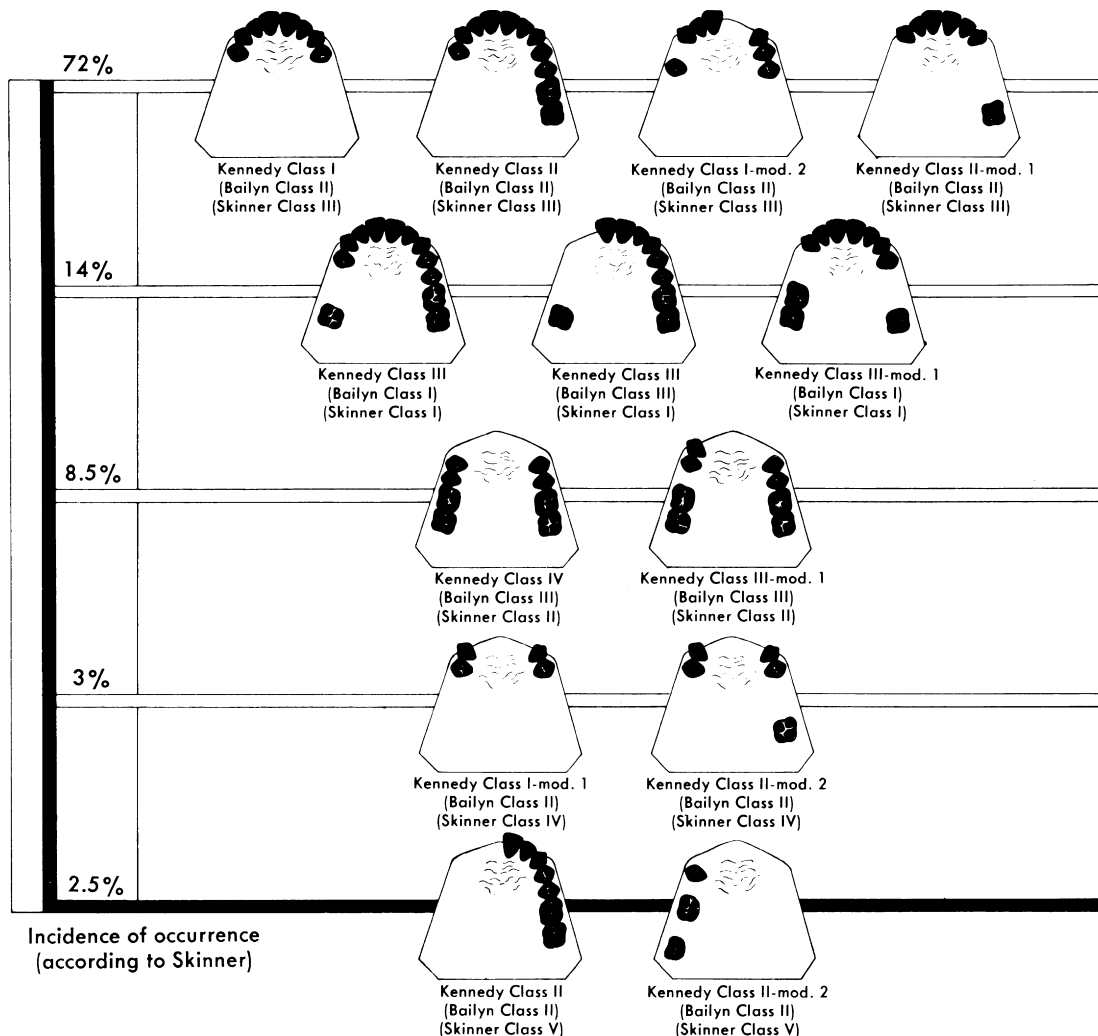 72%
Kennedy Class I
(Bailyn Class II)
(Skinner Class III)
Kennedy Class II
(Bailyn Class II)
(Skinner Class III)
Kennedy Class I-mod. 2
(Bailyn Class II)
(Skinner Class III)
Kennedy Class II-mod. 1
(Bailyn Class II)
(Skinner Class III)
14%
Kennedy Class III
(Bailyn Class I)
(Skinner Class I)
Kennedy Class III
(Bailyn Class III)
(Skinner Class I)
Kennedy Class III-mod. 1
(Bailyn Class I)
(Skinner Class I)
8.5%
Kennedy Class IV
(Bailyn Class III)
(Skinner Class II)
Kennedy Class III-mod. 1
(Bailyn Class III)
(Skinner Class II)
3%
Kennedy Class I-mod. 1
(Bailyn Class II)
(Skinner Class IV)
Kennedy Class II-mod. 2
(Bailyn Class II)
(Skinner Class IV)
2.5%
Kennedy Class II
(Bailyn Class II)
(Skinner Class V)
Kennedy Class II-mod. 2
(Bailyn Class II)
(Skinner Class V)
Incidence of occurrence
(according to Skinner)